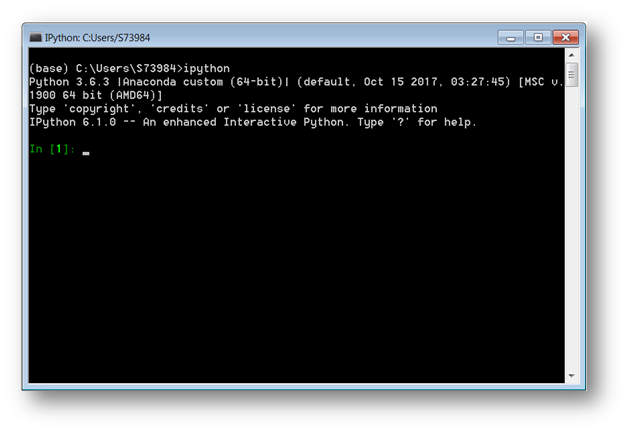 IPython: C:Users/S73984
(base) C:\Users\S73984>ipython
Python 3.6.3 |Anaconda custom (64-bit)| (default, Oct 15 2017, 03:27:45) [MSC v.
1900 64 bit (AMD64)]
Type 'copyright', 'credits' or 'license' for more information
IPython 6.1.0 -- An enhanced Interactive Python. Type '?' for help.
In [1]: